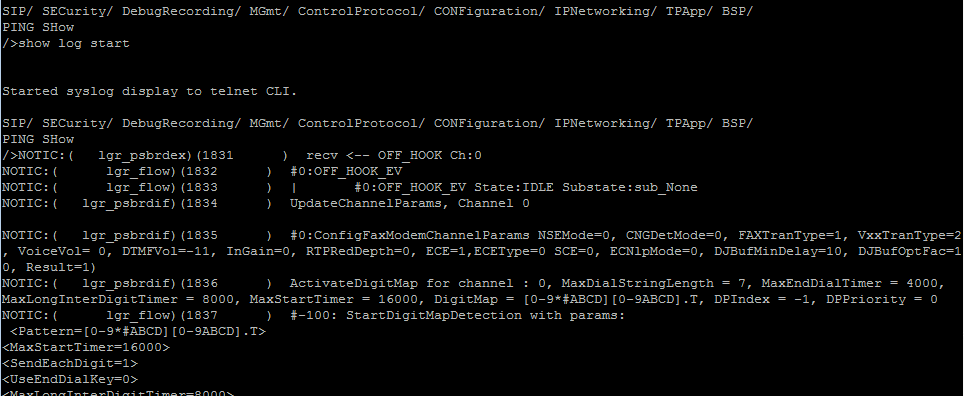 SIP/ SECurity/ DebugRecording/ MGmt/ ControlProtocol/ CONFiguration/ IPNetworking/ TPApp/ BSP/
PING SHow
/>show log start
Started syslog display to telnet CLI.
SIP/ SECurity/ DebugRecording/ MGmt/ ControlProtocol/ CONFiguration/ IPNetworking/ TPApp/ BSP/
PING SHow
/>NOTIC:(   lgr_psbrdex)(1831      )  recv <-- OFF_HOOK Ch:0
NOTIC:(      lgr_flow)(1832      )  #0:OFF_HOOK_EV
NOTIC:(      lgr_flow)(1833      )  |       #0:OFF_HOOK_EV State:IDLE Substate:sub_None
NOTIC:(   lgr_psbrdif)(1834      )  UpdateChannelParams, Channel 0
NOTIC:(   lgr_psbrdif)(1835      )  #0:ConfigFaxModemChannelParams NSEMode=0, CNGDetMode=0, FAXTranType=1, VxxTranType=2
, VoiceVol= 0, DTMFVol=-11, InGain=0, RTPRedDepth=0, ECE=1,ECEType=0 SCE=0, ECNlpMode=0, DJBufMinDelay=10, DJBufOptFac=1
0, Result=1)
NOTIC:(   lgr_psbrdif)(1836      )  ActivateDigitMap for channel : 0, MaxDialStringLength = 7, MaxEndDialTimer = 4000,
MaxLongInterDigitTimer = 8000, MaxStartTimer = 16000, DigitMap = [0-9*#ABCD][0-9ABCD].T, DPIndex = -1, DPPriority = 0
NOTIC:(      lgr_flow)(1837      )  #-100: StartDigitMapDetection with params:
 <Pattern=[0-9*#ABCD][0-9ABCD].T>
<MaxStartTimer=16000>
<SendEachDigit=1>
<UseEndDialKey=0>
<MaxLongInterDigitTimer=8000>